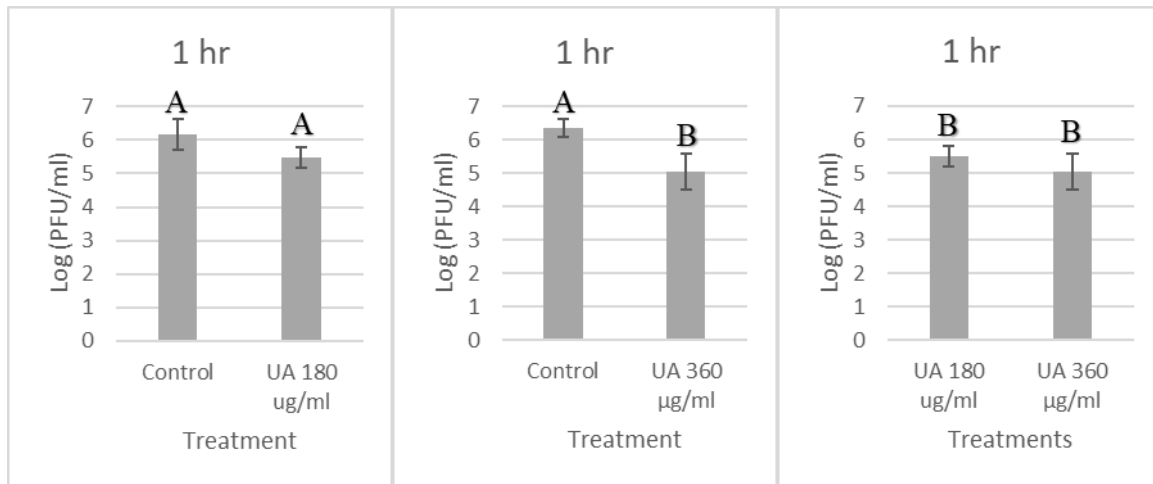 1 hr
Log (PFU/ml)
7
6
5
4
3
2
1
0
A
A
Control
UA 180
ug/ml
Treatment
1 hr
Log (PFU/ml)
7
6
5
4
3
2
1
0
A
B
Control
UA 360
µg/ml
Treatment
1 hr
Log (PFU/ml)
7
6
5
4
3
2
1
0
B
B
UA 180
ug/ml
UA 360
µg/ml
Treatments